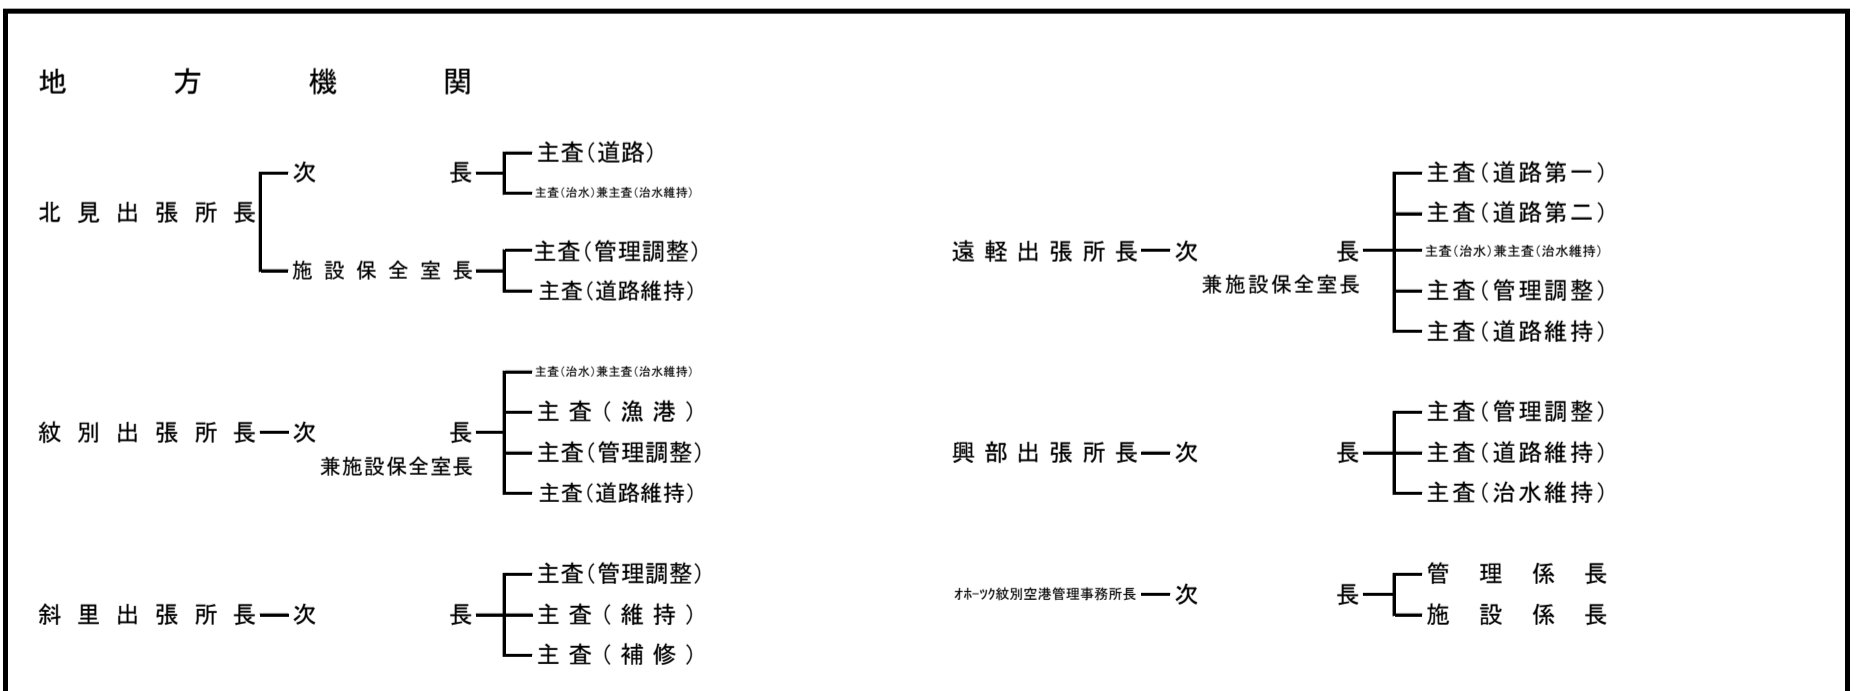 地方機関
北見出張所長
次長
主査(道路)
主査(治水)兼主査(治水維持)
施設保全室長
主査(管理調整)
主査(道路維持)
紋別出張所長
次長
兼施設保全室長
主査(治水)兼主査(治水維持)
主査(漁港)
主査(管理調整)
主査(道路維持)
斜里出張所長
次長
主査(管理調整)
主査(維持)
主査(補修)
遠軽出張所長
次長
兼施設保全室長
主査(道路第一)
主査(道路第二)
主査(治水)兼主査(治水維持)
主査(管理調整)
主査(道路維持)
興部出張所長
次長
主査(管理調整)
主査(道路維持)
主査(治水維持)
オホーツク紋別空港管理事務所長
次長
管理係長
施設係長